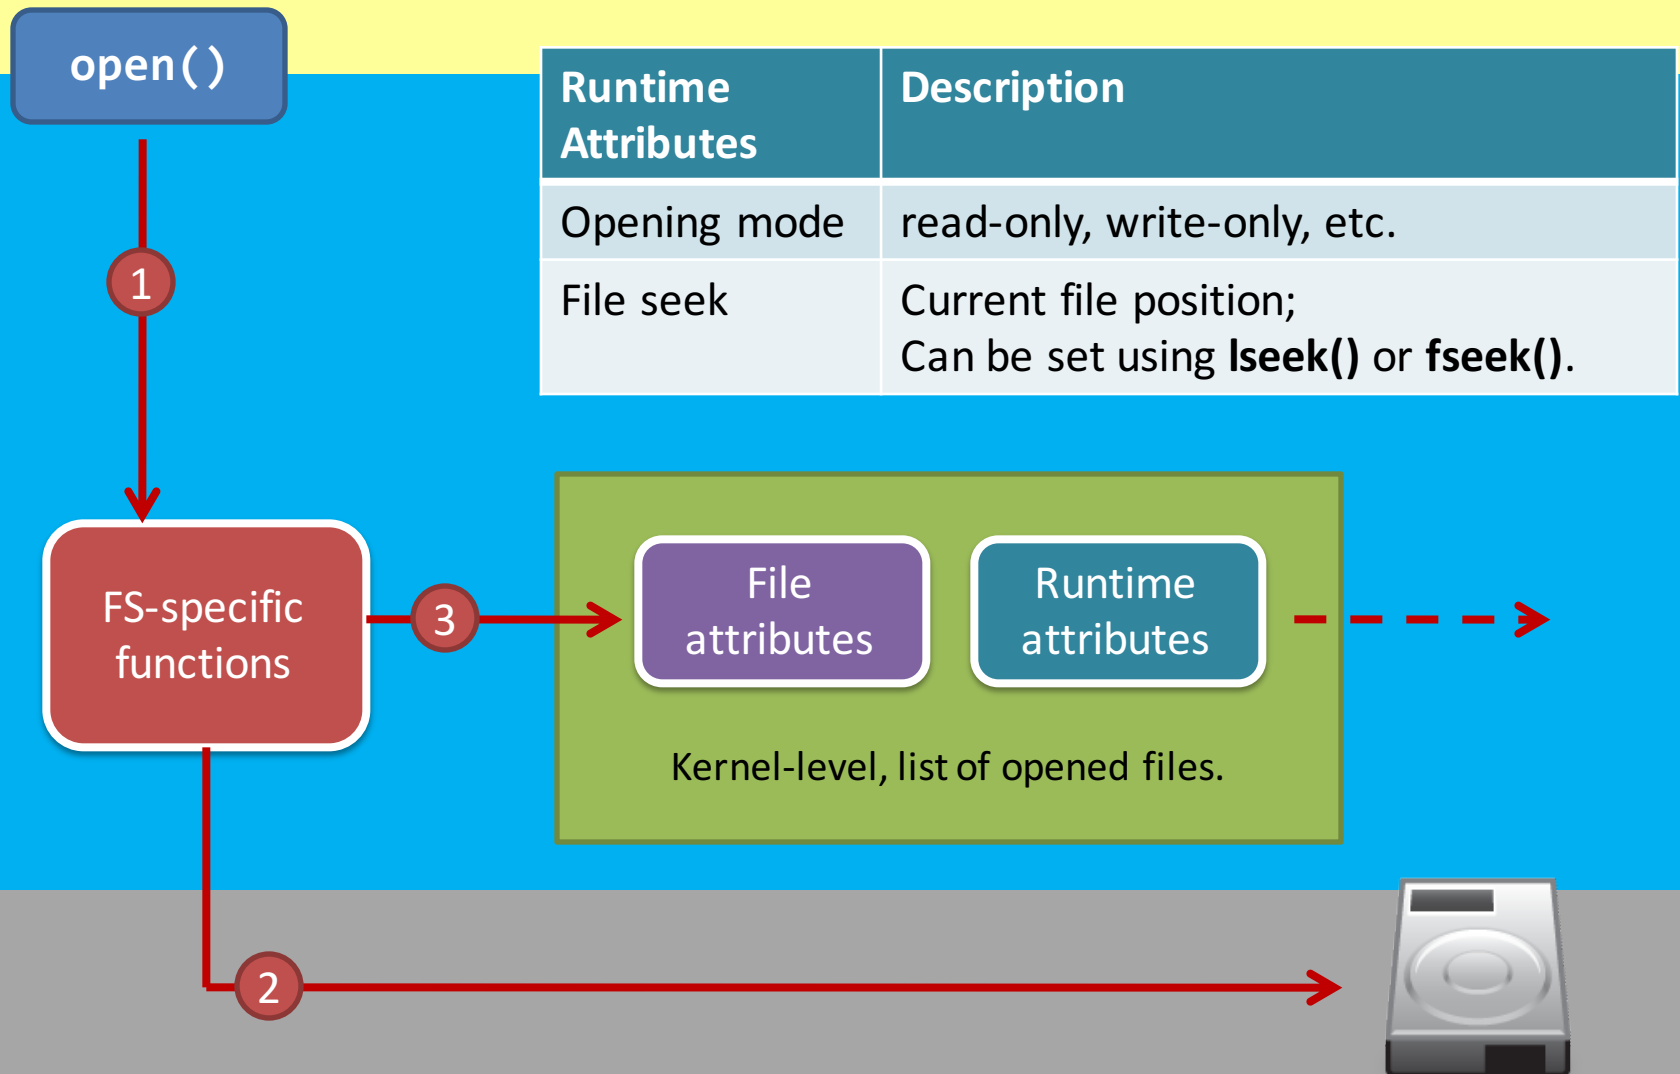 open()
Runtime Description
Attributes
Opening mode read-only, write-only, etc.
File seek Current file position;
Can be set using lseek() or fseek().
1
FS-specific
functions
3
File
attributes
Runtime
attributes
Kernel-level, list of opened files.
2